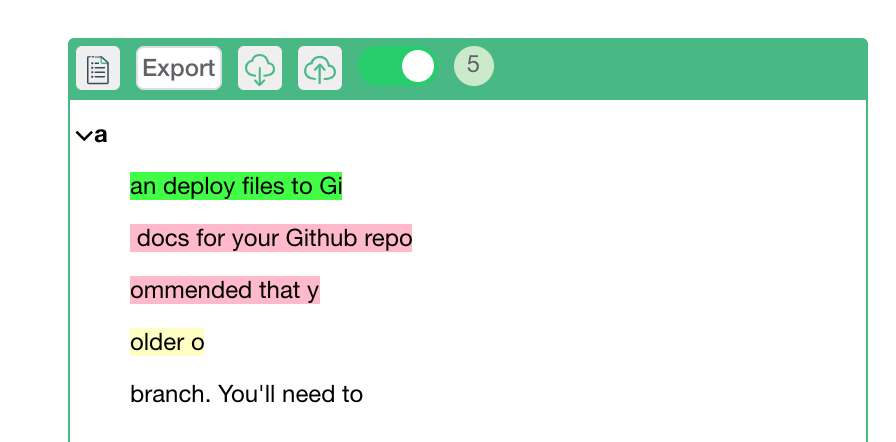 Export 5
a
an deploy files to Gi
docs for your Github repo
ommended that y
older o
branch. You'll need to